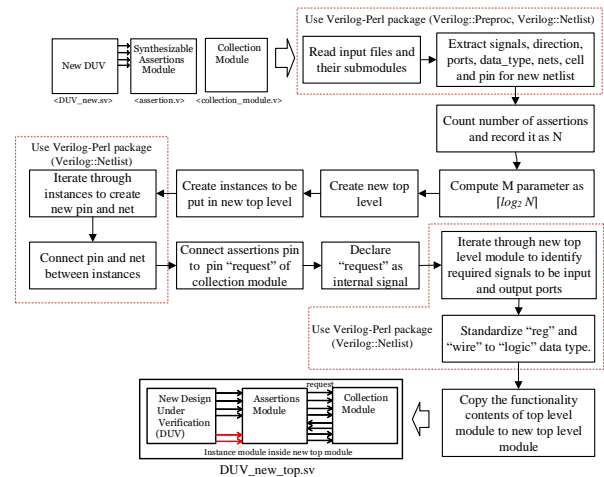 Use Verilog-Perl package (Verilog::Preproc, Verilog::Netlist)
New DUV
<DUV_new.sv>
Synthesizable
Assertions
Module
<assertion.v>
Collection
Module
<collection_module.v>
Read input files and
their submodules
Extract signals, direction,
ports, data_type, nets, cell
and pin for new netlist
Count number of assertions
and record it as N
Compute M parameter as
⌈log₂ N⌉
Create new top
level
Create instances to be
put in new top level
Use Verilog-Perl package
(Verilog::Netlist)
Iterate through
instances to create
new pin and net
Connect pin and net
between instances
Connect assertions pin
to pin “request” of
collection module
Declare
“request” as
internal signal
Iterate through new top
level module to identify
required signals to be input
and output ports
Use Verilog-Perl package
(Verilog::Netlist)
Standardize “reg” and
“wire” to “logic” data type.
Copy the functionality
contents of top level
module to new top level
module
New Design
Under
Verification
(DUV)
Assertions
Module
request
Collection
Module
Instance module inside new top module
DUV_new_top.sv